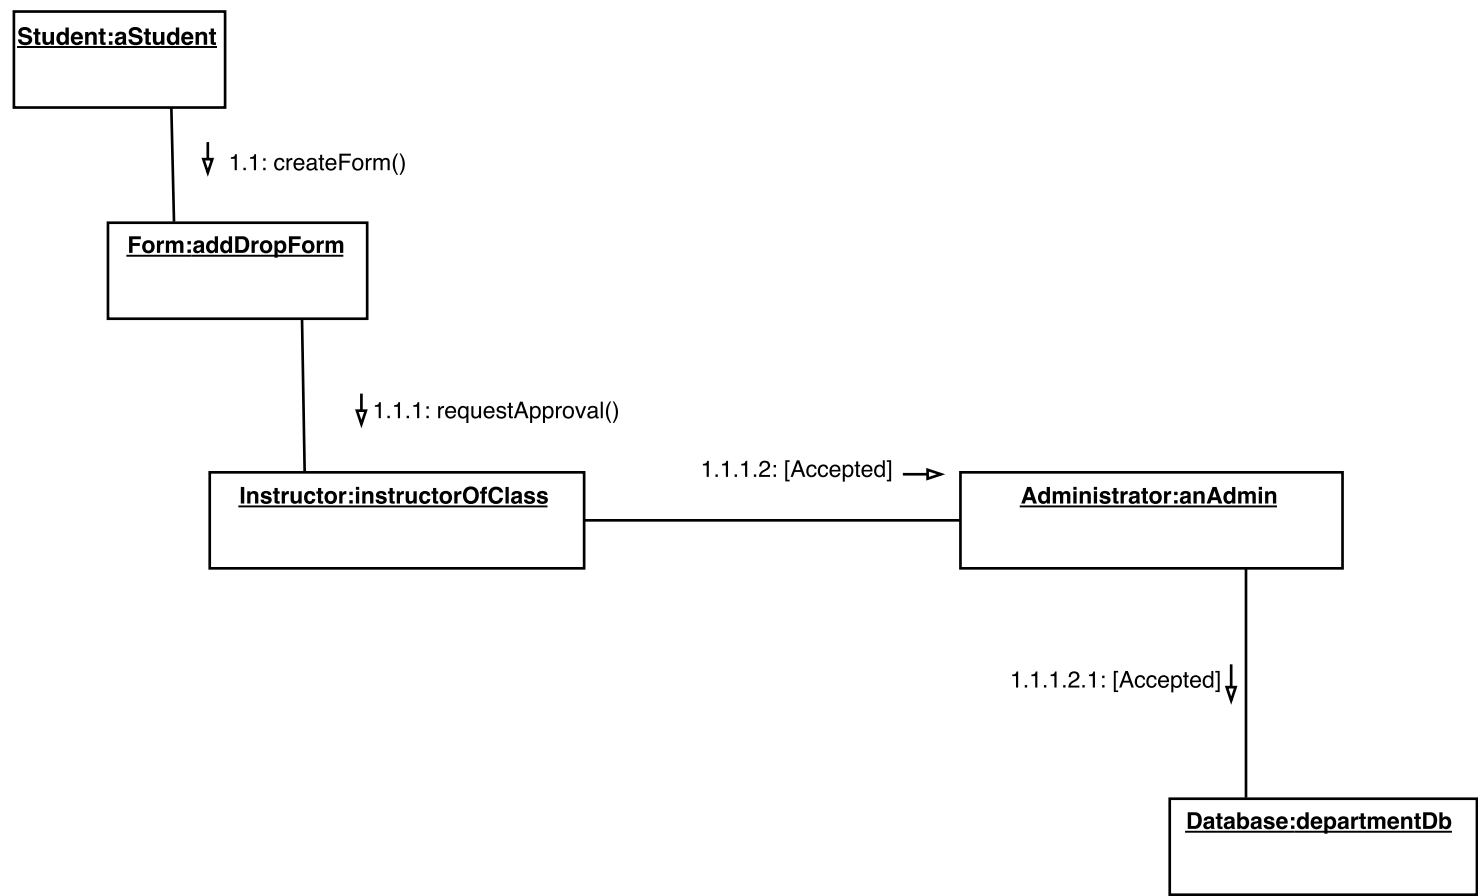 Student:aStudent
1.1: createForm()
Form:addDropForm
1.1.1: requestApproval()
1.1.1.2: [Accepted]
Instructor:instructorOfClass
Administrator:anAdmin
1.1.1.2.1: [Accepted]
Database:departmentDb